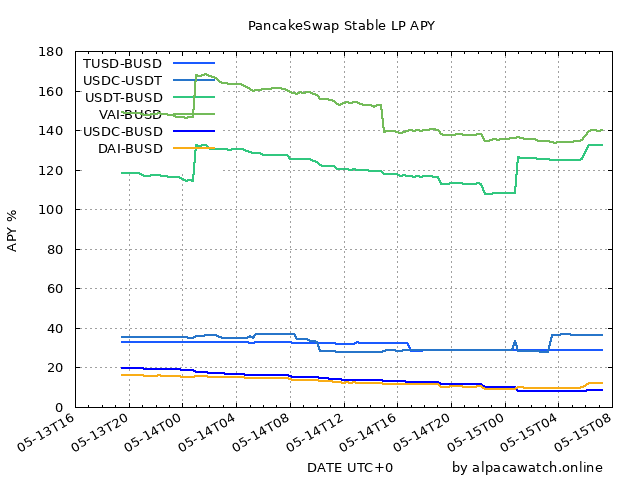 PancakeSwap Stable LP APY
180
160
140
120
100
80
60
40
20
0
APY %
TUSD-BUSD
USDC-USDT
USDT-BUSD
VAI-BUSD
USDC-BUSD
DAI-BUSD
05-13T16
05-13T20
05-14T00
05-14T04
05-14T08
05-14T12
05-14T16
05-14T20
05-15T00
05-15T04
05-15T08
DATE UTC+0
by alpacawatch.online